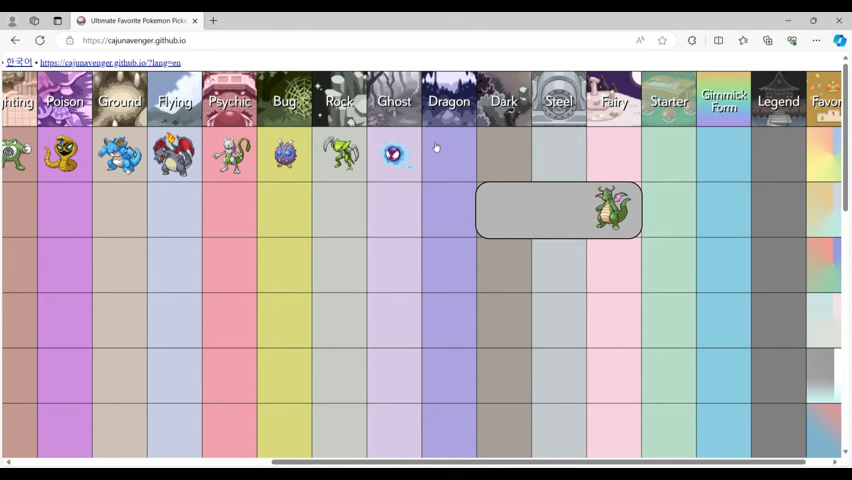 Ultimate Favorite Pokemon Pick
https://cajunavenger.github.io
• 한국어 • https://cajunavenger.github.io/?lang=en
ghting Poison Ground Flying Psychic Bug Rock Ghost Dragon Dark Steel Fairy Starter Gimmick Form Legend Favor